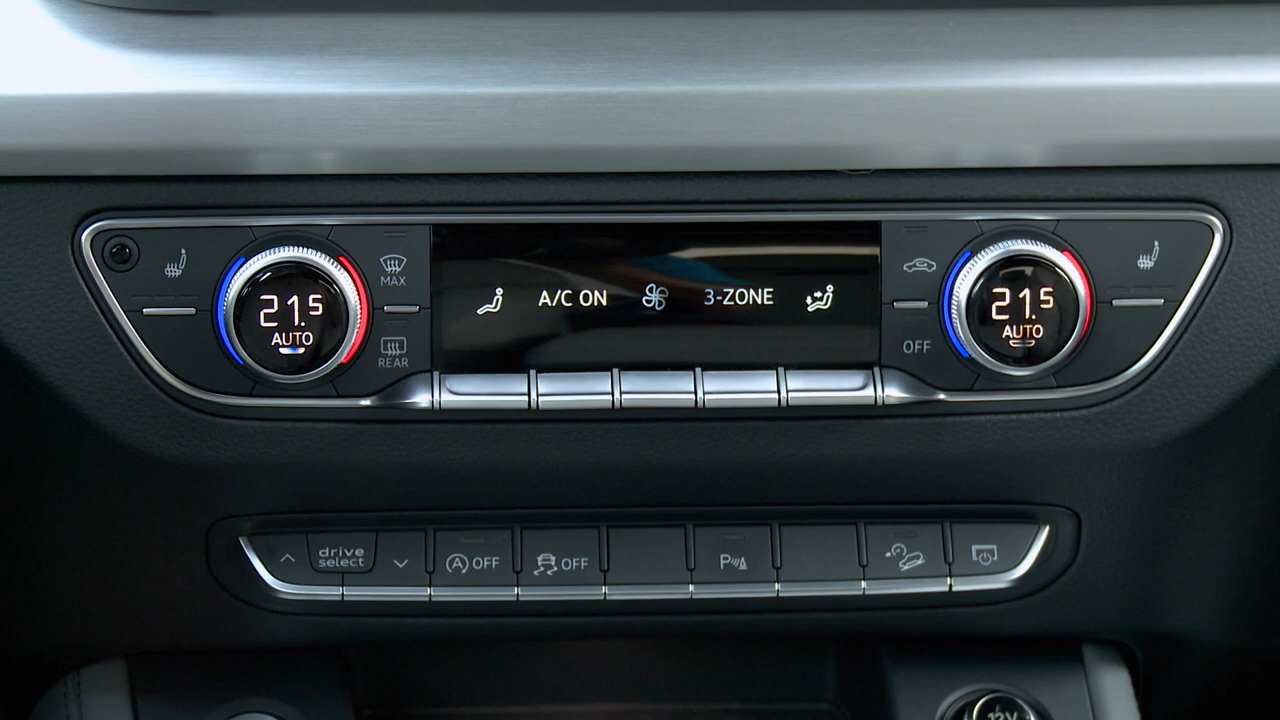 21.5
AUTO
MAX
REAR
A/C ON
3-ZONE
OFF
21.5
AUTO
drive
select
A OFF
OFF
P
12V